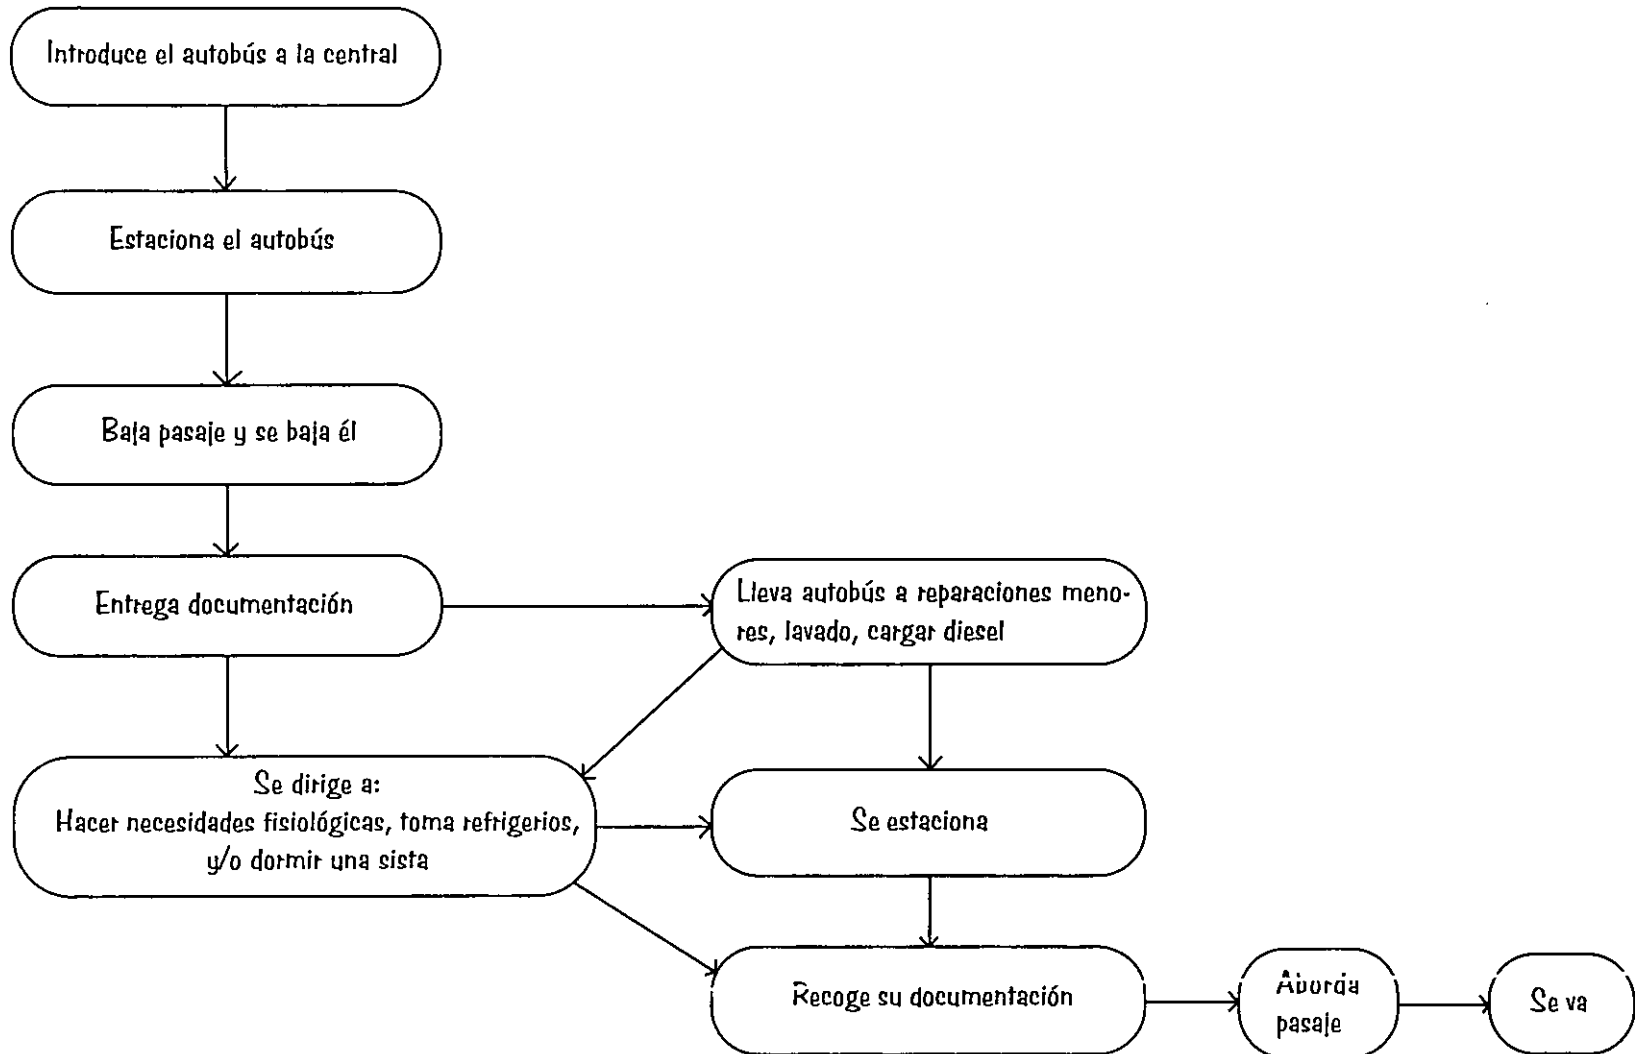 Introduce el autobús a la central
Estaciona el autobús
Baja pasaje y se baja él
Entrega documentación
Lleva autobús a reparaciones meno-
res, lavado, cargar diesel
Se dirige a:
Hacer necesidades fisiológicas, toma refrigerios,
y/o dormir una sista
Se estaciona
Recoge su documentación
Aborda
pasaje
Se va